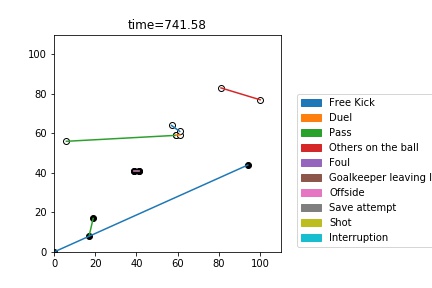 time=741.58
100
80
60
40
20
0
0 20 40 60 80 100
Free Kick
Duel
Pass
Others on the ball
Foul
Goalkeeper leaving l
Offside
Save attempt
Shot
Interruption